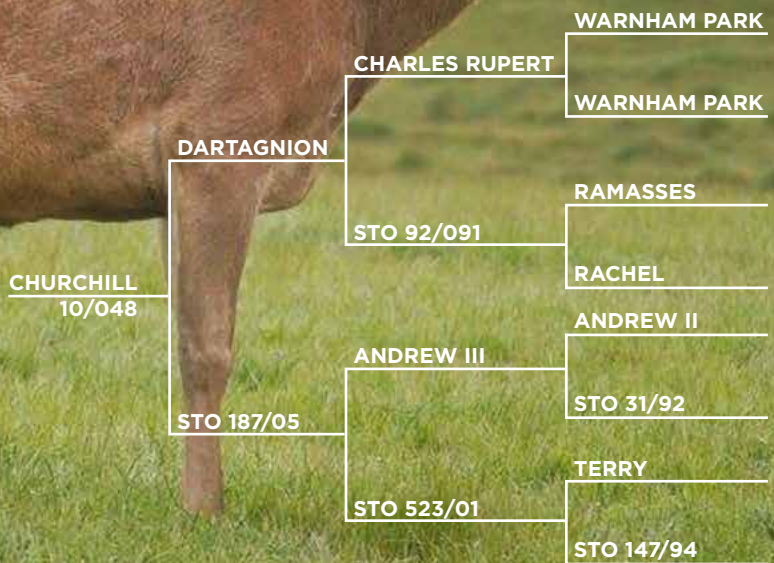 WARNHAM PARK
CHARLES RUPERT
WARNHAM PARK
DARTAGNION
RAMASSES
STO 92/091
RACHEL
CHURCHILL
10/048
ANDREW II
ANDREW III
STO 31/92
STO 187/05
TERRY
STO 523/01
STO 147/94